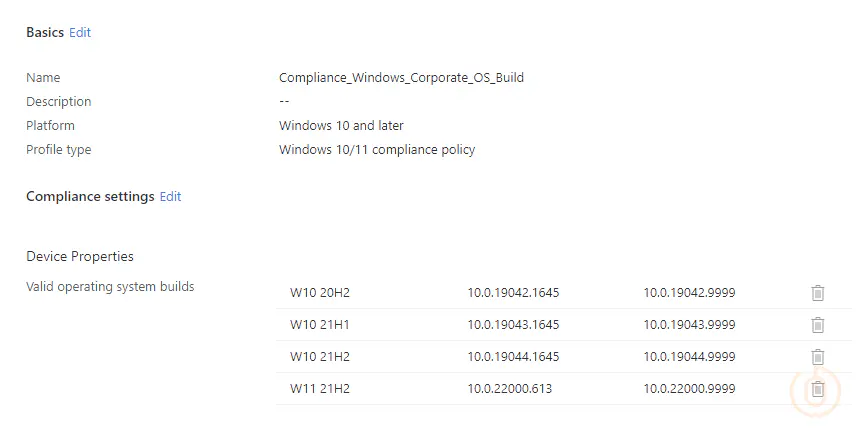 Basics Edit
Name Compliance_Windows_Corporate_OS_Build
Description --
Platform Windows 10 and later
Profile type Windows 10/11 compliance policy
Compliance settings Edit
Device Properties
Valid operating system builds
W10 20H2 10.0.19042.1645 10.0.19042.9999
W10 21H1 10.0.19043.1645 10.0.19043.9999
W10 21H2 10.0.19044.1645 10.0.19044.9999
W11 21H2 10.0.22000.613 10.0.22000.9999